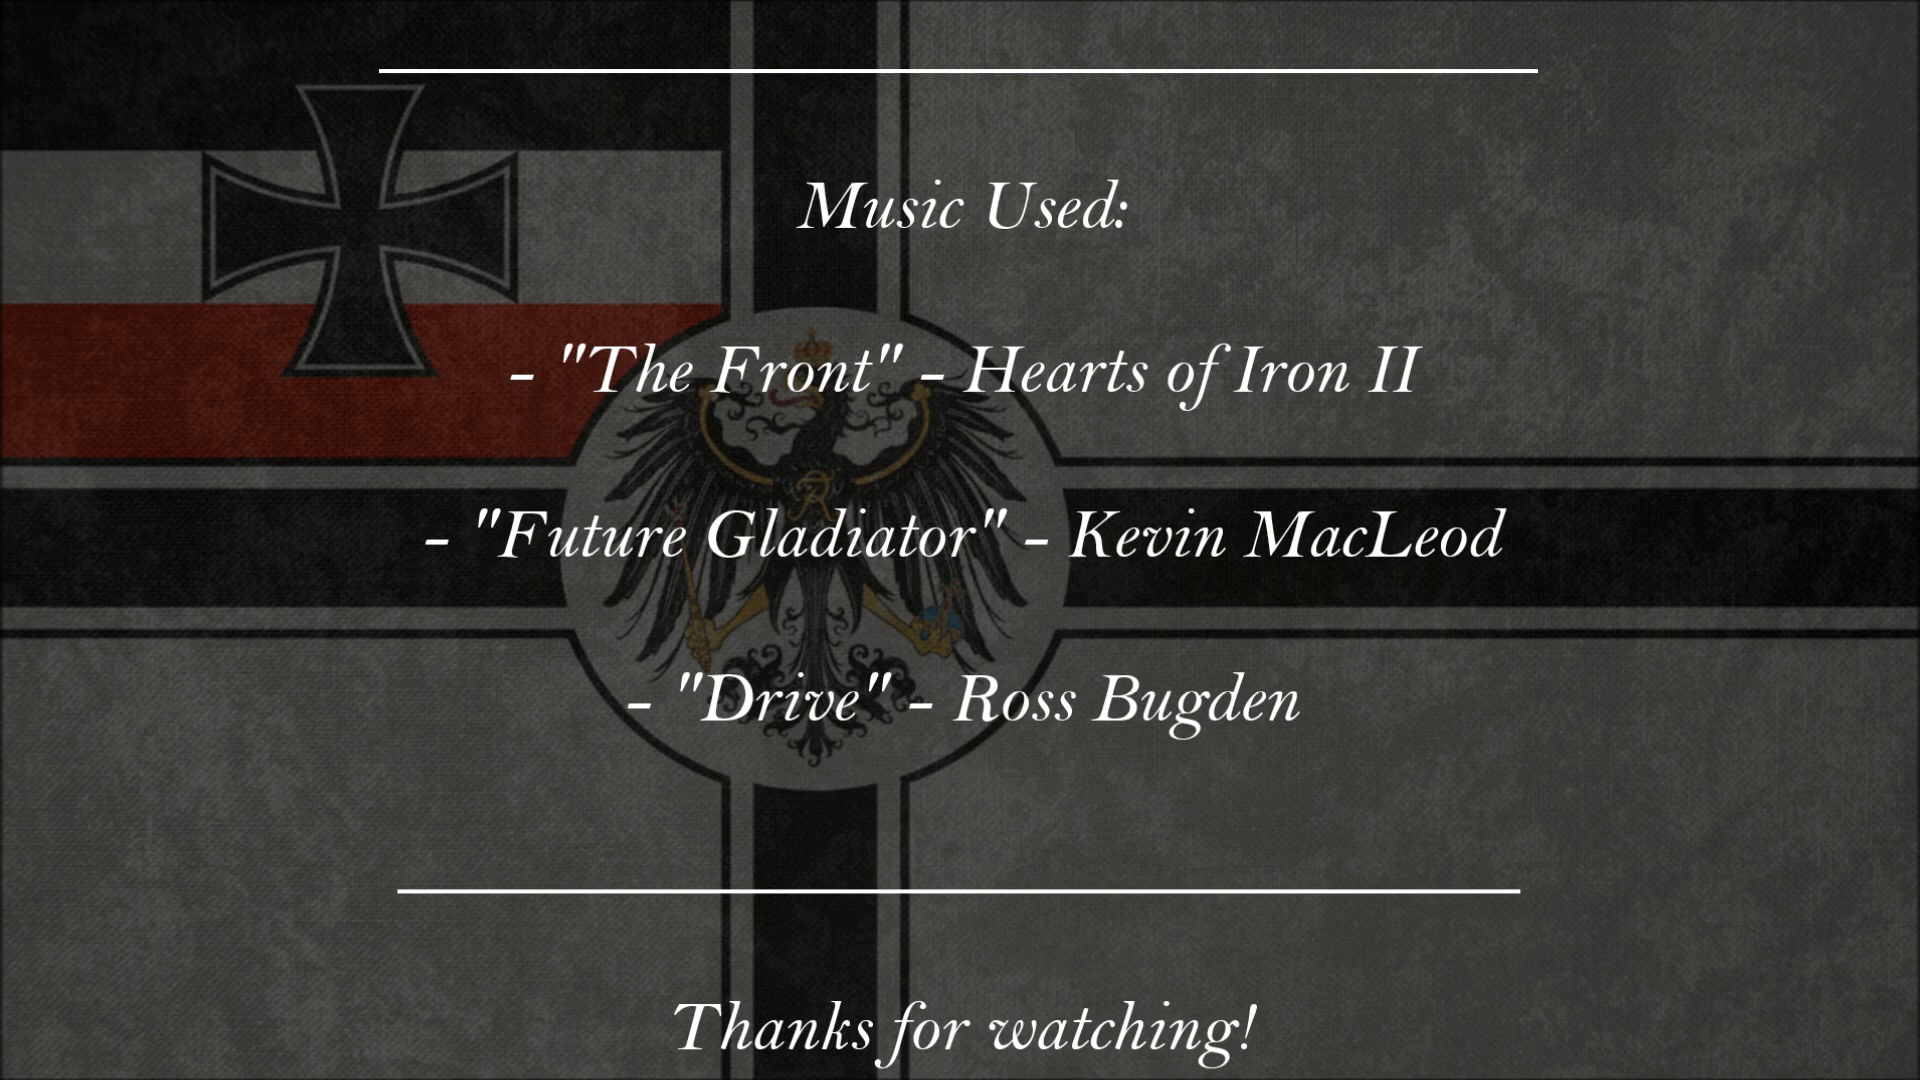 Music Used:
- "The Front" - Hearts of Iron II
- "Future Gladiator" - Kevin MacLeod
- "Drive" - Ross Bugden
Thanks for watching!